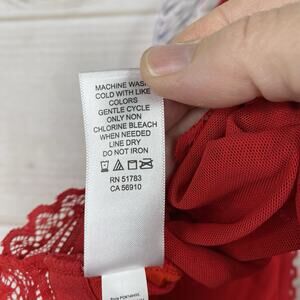 MACHINE WASH
COLD WITH LIKE
COLORS
GENTLE CYCLE
ONLY NON
CHLORINE BLEACH
WHEN NEEDED
LINE DRY
DO NOT IRON
RN 51783
CA 56910